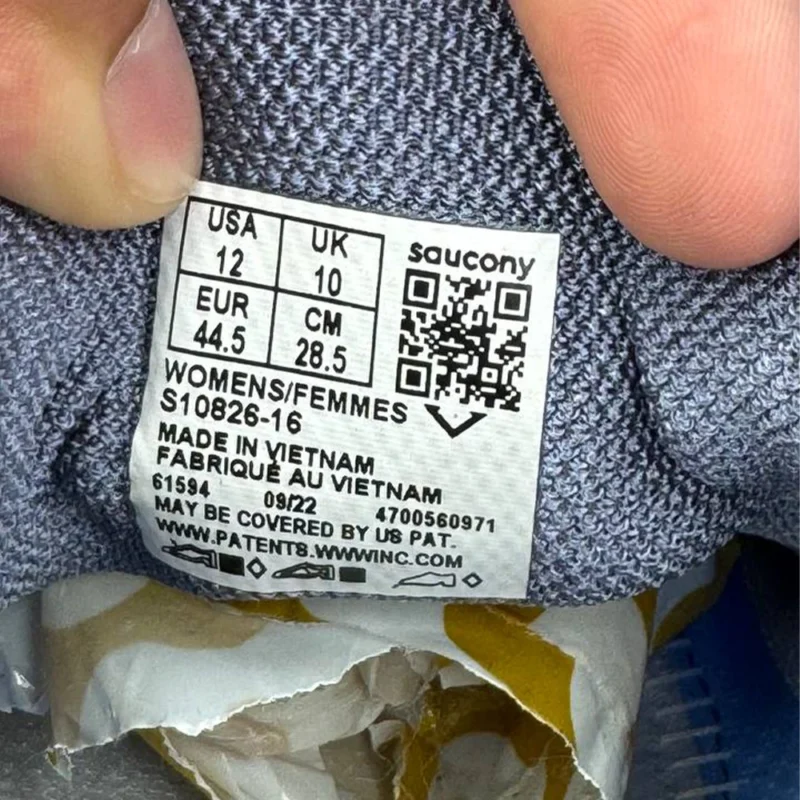 USA UK
12 10
EUR CM
44.5 28.5
saucony
WOMENS/FEMMES
S10826-16
MADE IN VIETNAM
FABRIQUÉ AU VIETNAM
61594 09/22 4700560971
MAY BE COVERED BY US PAT.
WWW.PATENTS.WWWINC.COM